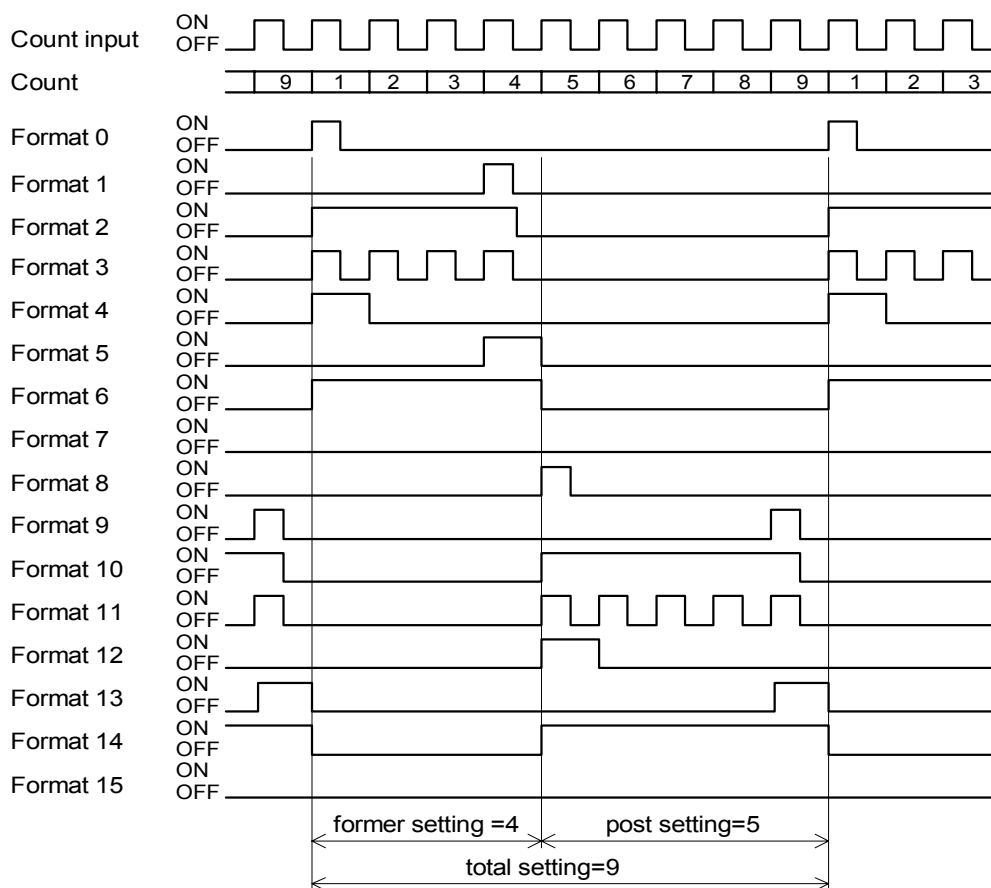 Count input ON
OFF
Count 9 1 2 3 4 5 6 7 8 9 1 2 3
Format 0 ON
OFF
Format 1 ON
OFF
Format 2 ON
OFF
Format 3 ON
OFF
Format 4 ON
OFF
Format 5 ON
OFF
Format 6 ON
OFF
Format 7 ON
OFF
Format 8 ON
OFF
Format 9 ON
OFF
Format 10 ON
OFF
Format 11 ON
OFF
Format 12 ON
OFF
Format 13 ON
OFF
Format 14 ON
OFF
Format 15 ON
OFF
former setting =4 post setting=5
total setting=9